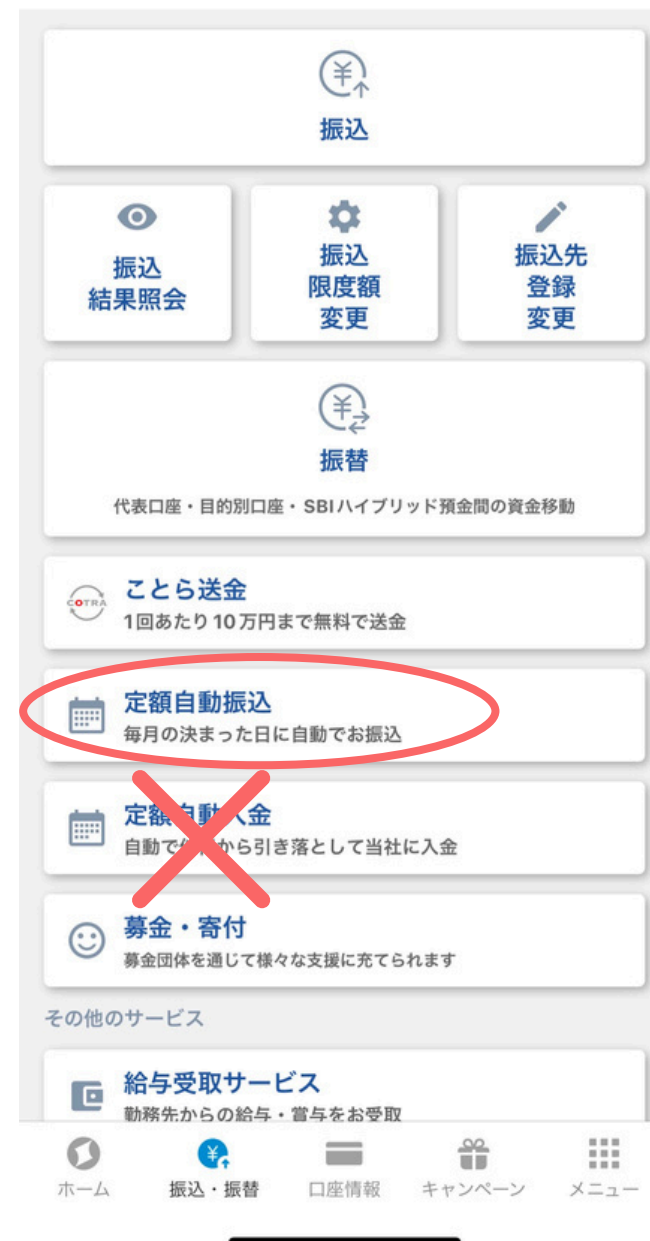 振込
振込
結果照会
振込
限度額
変更
振込先
登録
変更
振替
代表口座・目的別口座・SBIハイブリッド預金間の資金移動
COTRA
ことら送金
1回あたり10万円まで無料で送金
定額自動振込
毎月の決まった日に自動でお振込
定額自動入金
自動で から引き落として当社に入金
募金・寄付
募金団体を通じて様々な支援に充てられます
その他のサービス
給与受取サービス
勤務先からの給与・賞与をお受取
ホーム
振込・振替
口座情報
キャンペーン
メニュー